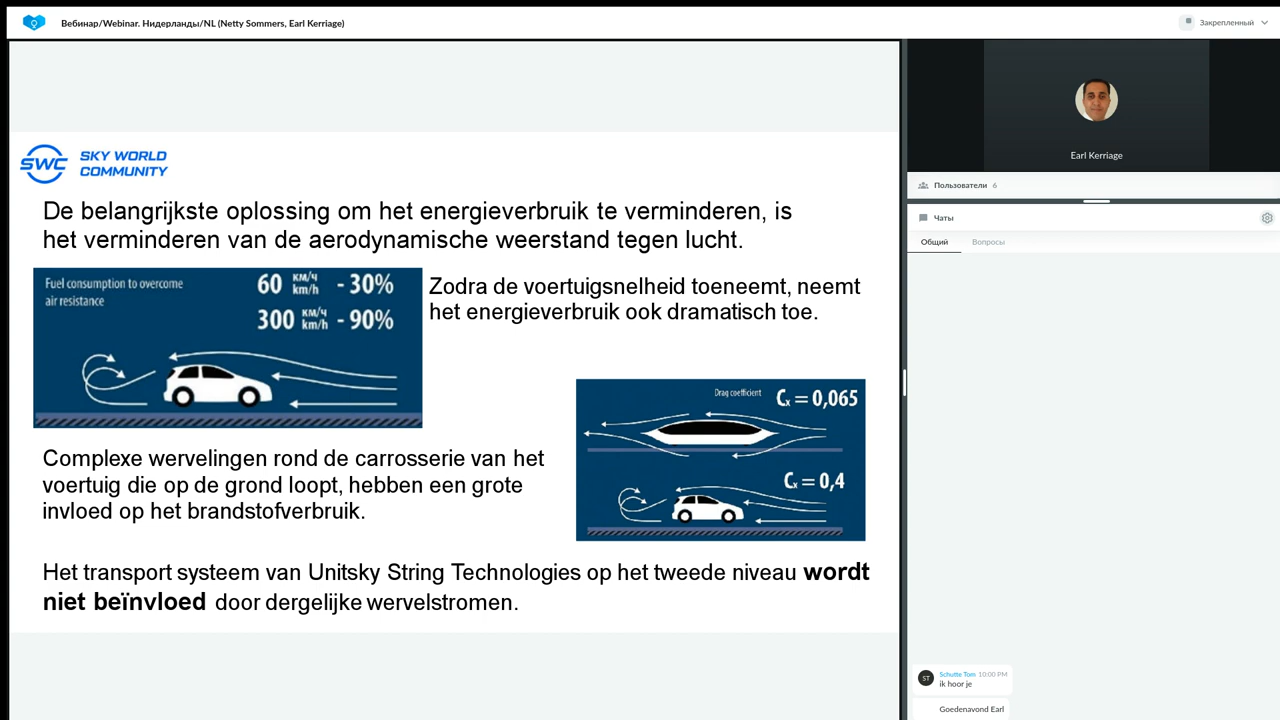 Вебинар/Webinar. Нидерланды/NL (Netty Sommers, Earl Kerriage)
Закрепленный
Earl Kerriage
Пользователи 6
Чаты
Общий Вопросы
SWC SKY WORLD
COMMUNITY
De belangrijkste oplossing om het energieverbruik te verminderen, is
het verminderen van de aerodynamische weerstand tegen lucht.
Fuel consumption to overcome
air resistance
60 км/ч km/h - 30%
300 км/ч km/h - 90%
Zodra de voertuigsnelheid toeneemt, neemt
het energieverbruik ook dramatisch toe.
Drag coefficient Cx = 0,065
Cx = 0,4
Complexe wervelingen rond de carrosserie van het
voertuig die op de grond loopt, hebben een grote
invloed op het brandstofverbruik.
Het transport systeem van Unitsky String Technologies op het tweede niveau wordt
niet beïnvloed door dergelijke wervelstromen.
ST Schutte Tom 10:00 PM
ik hoor je
Goedenavond Earl